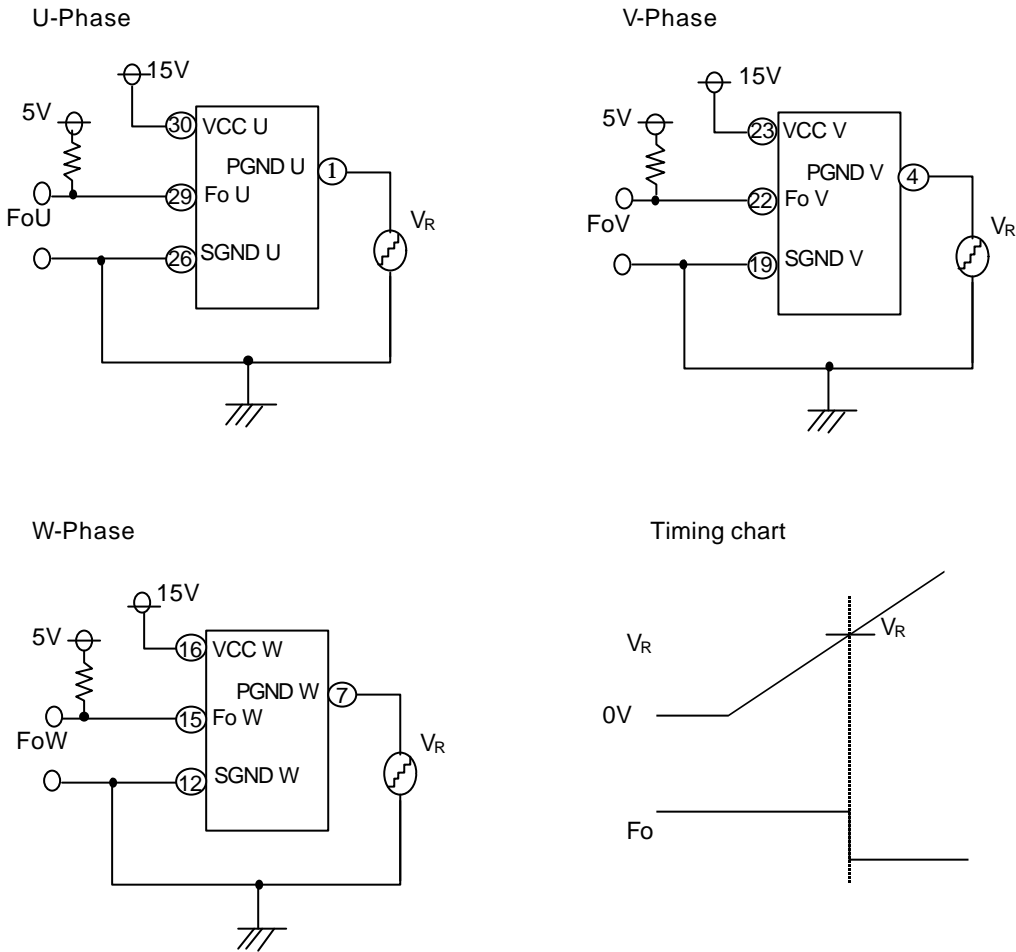 U-Phase
15V
5V
30 VCC U
PGND U 1
29 Fo U
FoU
VR
26 SGND U
V-Phase
15V
5V
23 VCC V
PGND V 4
22 Fo V
FoV
VR
19 SGND V
W-Phase
15V
5V
16 VCC W
PGND W 7
15 Fo W
FoW
VR
12 SGND W
Timing chart
VR
VR
0V
Fo